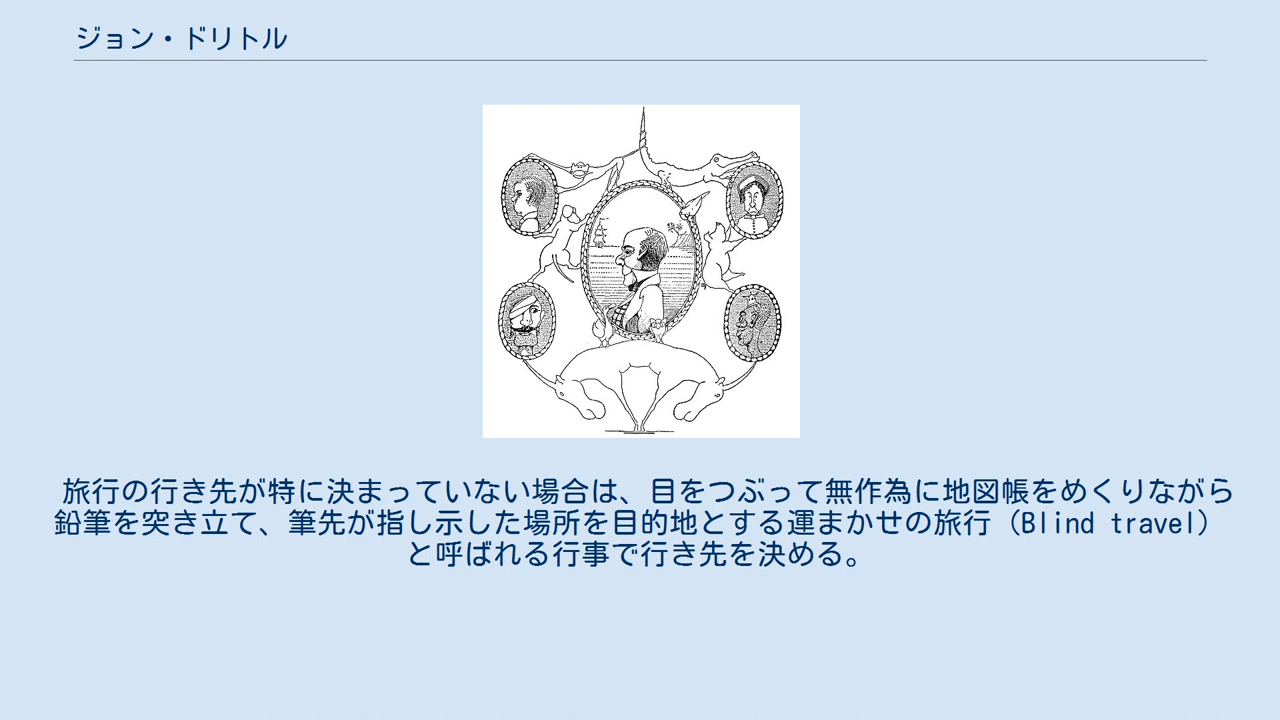 ジョン・ドリトル
旅行の行き先が特に決まっていない場合は、目をつぶって無作為に地図帳をめくりながら
鉛筆を突き立て、筆先が指し示した場所を目的地とする運まかせの旅行（Blind travel）
と呼ばれる行事で行き先を決める。